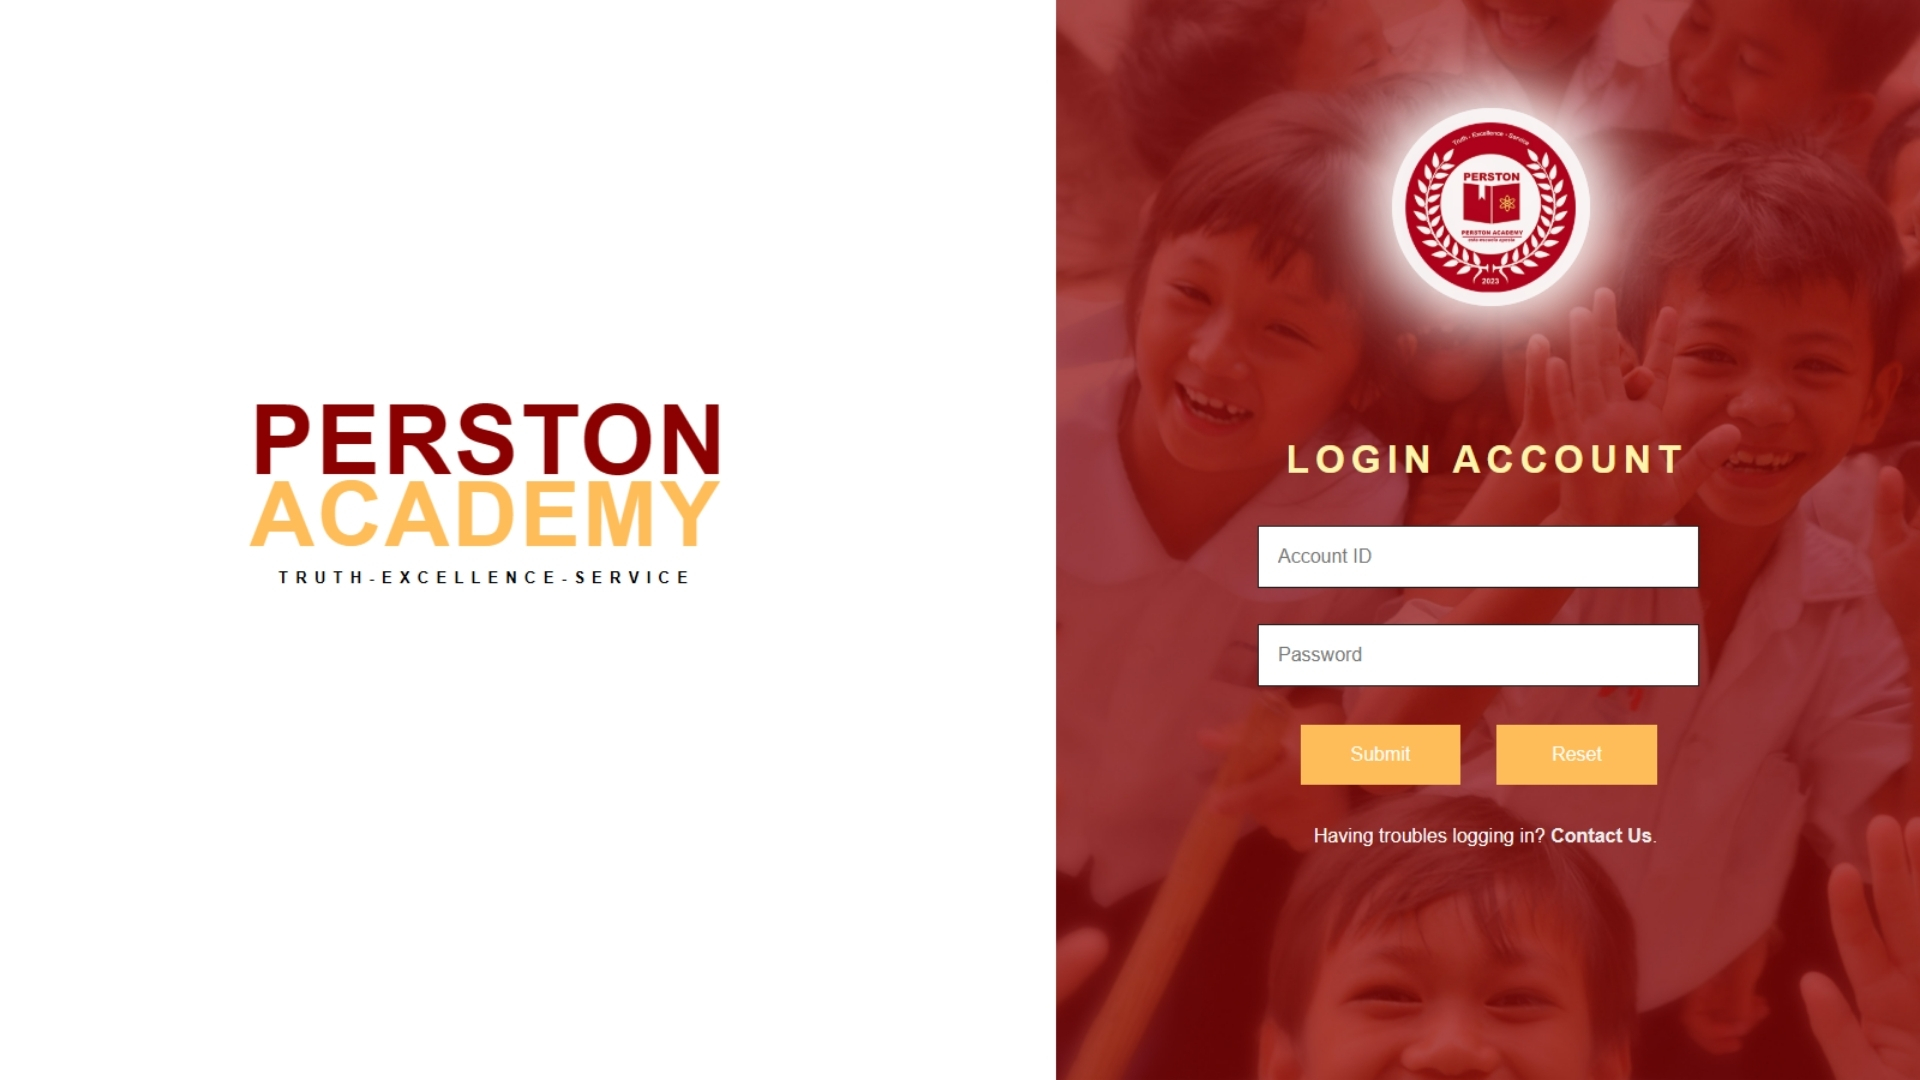 PERSTON
ACADEMY
TRUTH-EXCELLENCE-SERVICE
Truth - Excellence - Service
PERSTON
PERSTON ACADEMY
2023
LOGIN ACCOUNT
Account ID
Password
Submit Reset
Having troubles logging in? Contact Us.